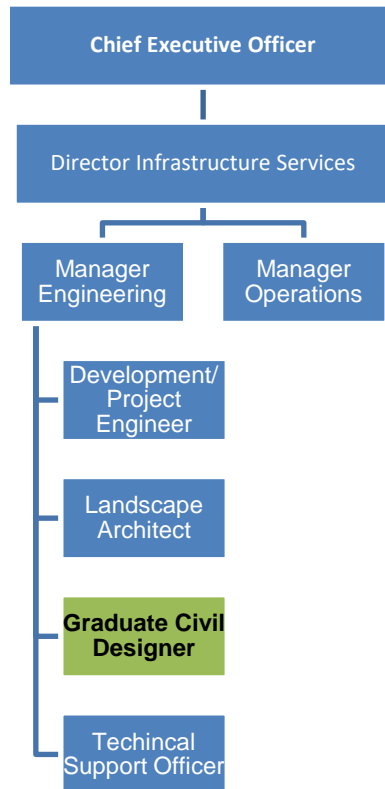 Chief Executive Officer
Director Infrastructure Services
Manager
Engineering
Manager
Operations
Development/
Project
Engineer
Landscape
Architect
Graduate Civil
Designer
Techincal
Support Officer